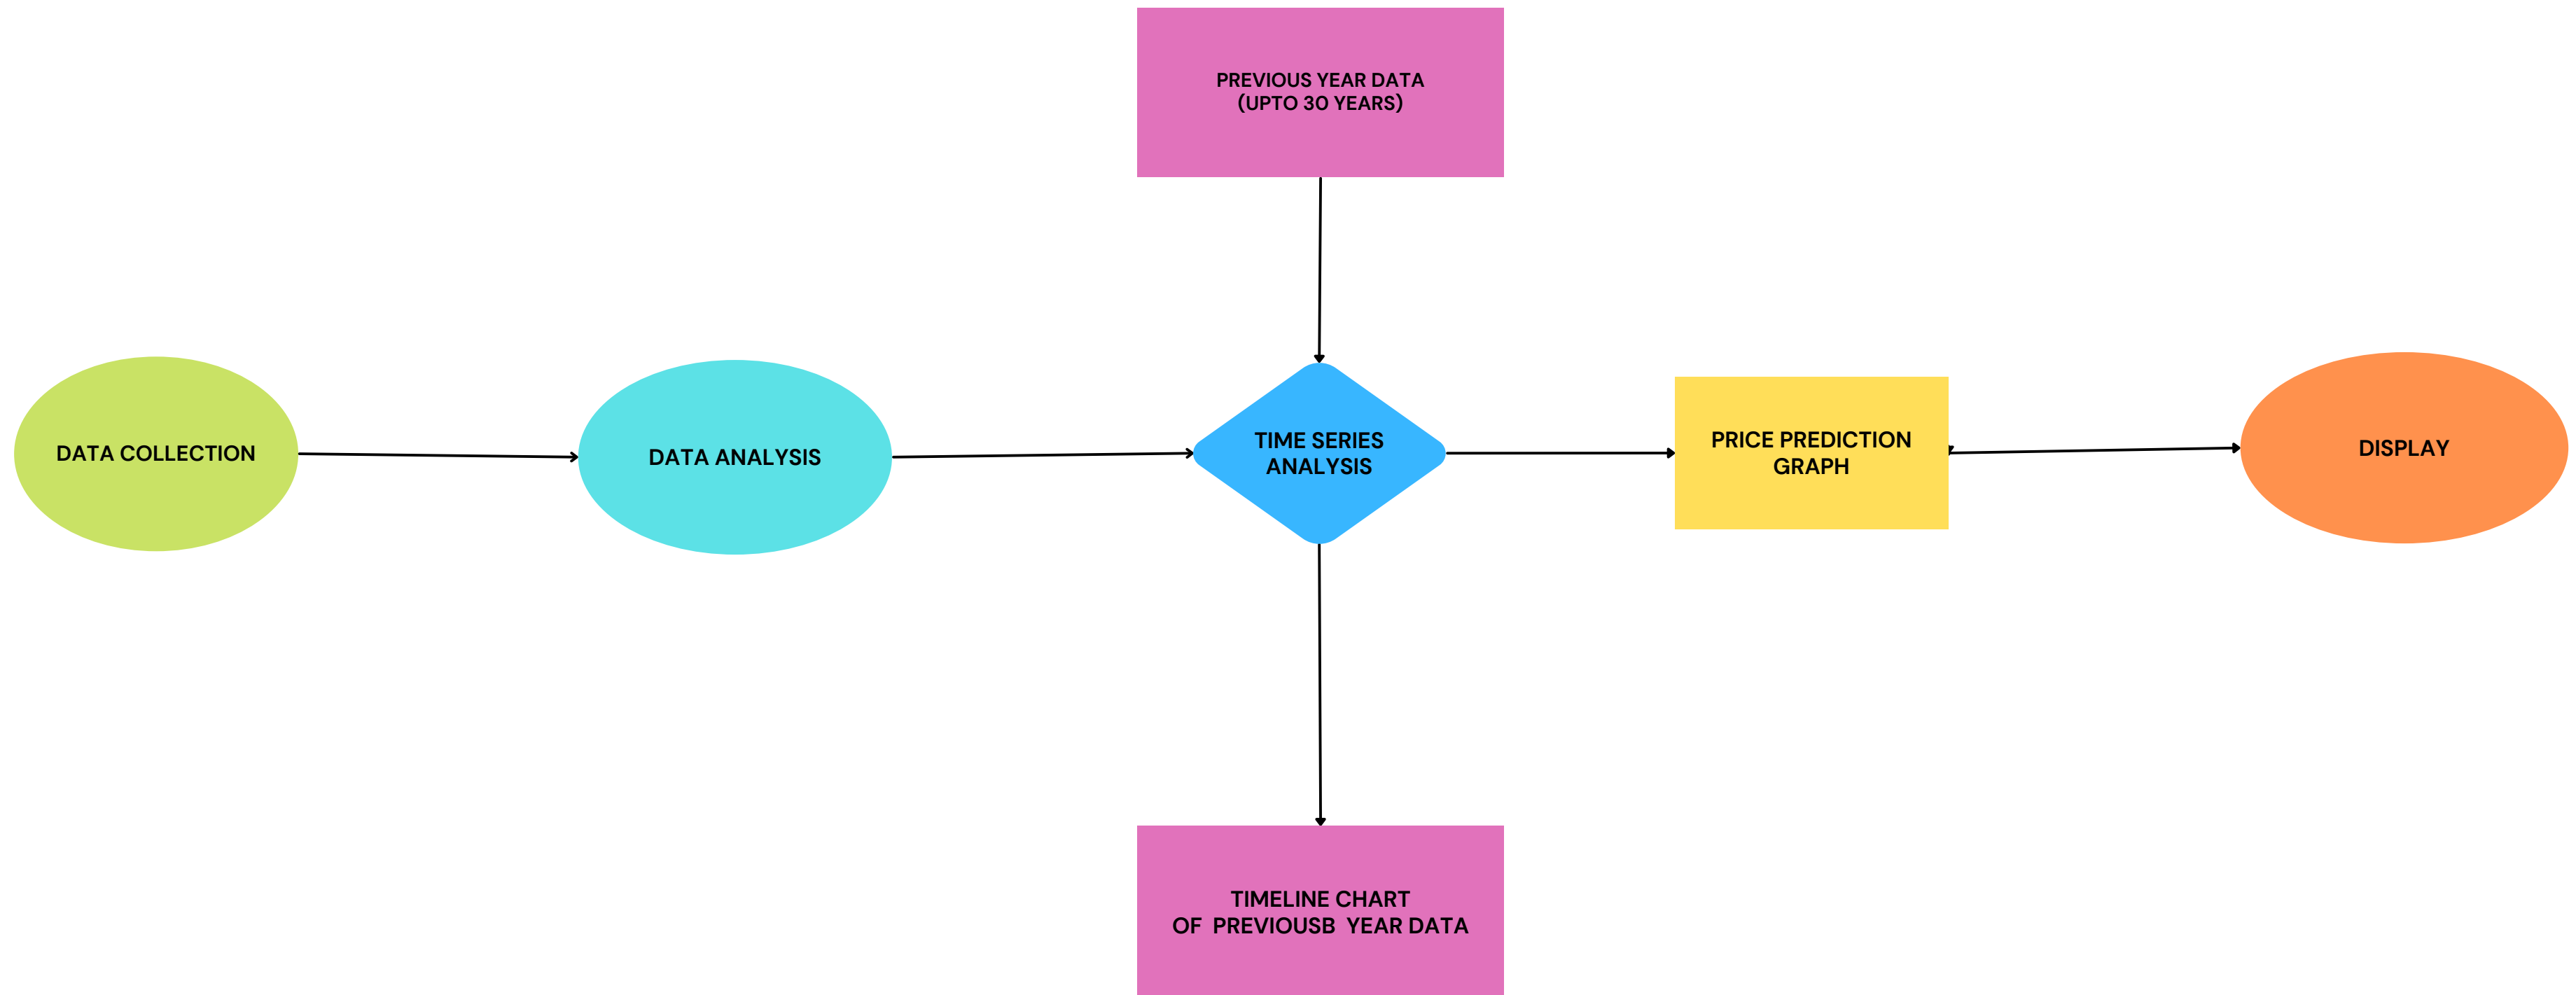 PREVIOUS YEAR DATA
(UPTO 30 YEARS)
DATA COLLECTION
DATA ANALYSIS
TIME SERIES
ANALYSIS
PRICE PREDICTION
GRAPH
DISPLAY
TIMELINE CHART
OF PREVIOUSB YEAR DATA